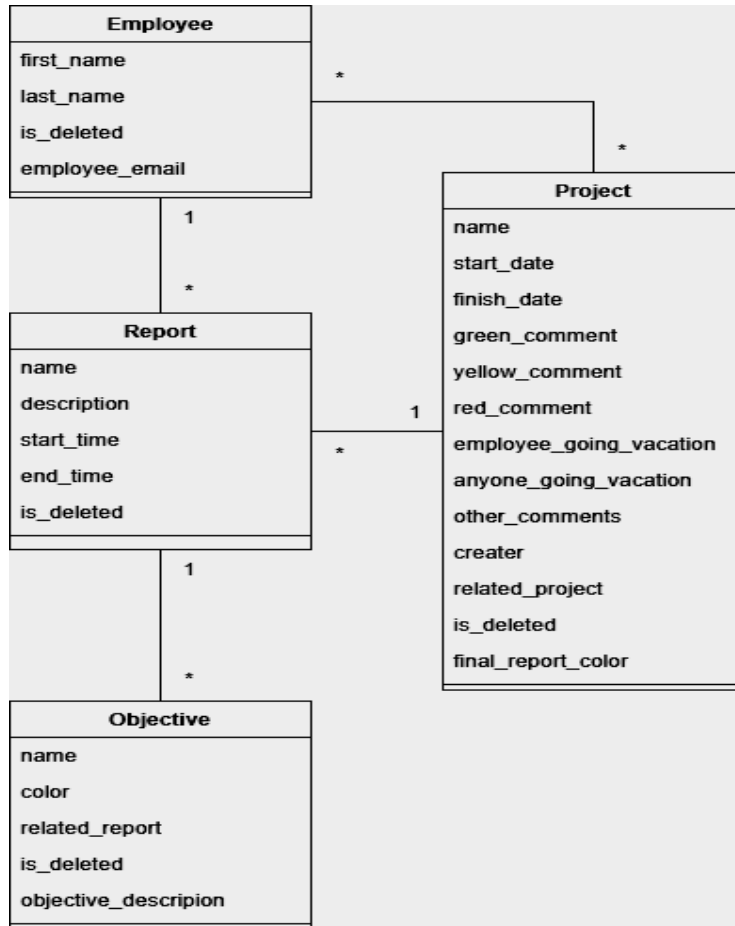 Employee
first_name
last_name
is_deleted
employee_email
*
*
1
*
Project
name
start_date
finish_date
green_comment
yellow_comment
red_comment
employee_going_vacation
anyone_going_vacation
other_comments
creater
related_project
is_deleted
final_report_color
Report
name
description
start_time
end_time
is_deleted
1
*
1
*
Objective
name
color
related_report
is_deleted
objective_descripion